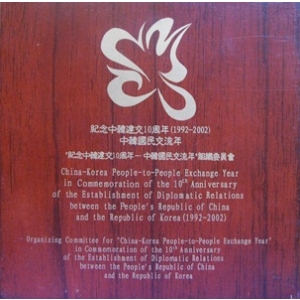 紀念中韓建交10周年(1992-2002)
中韓國民交流年
"紀念中韓建交10周年－中韓國民交流年"組織委員會
China-Korea People-to-People Exchange Year
in Commemoration of the 10th Anniversary
of the Establishment of Diplomatic Relations
between the People's Republic of China
and the Republic of Korea (1992-2002)
Organizing Committee for "China-Korea People-to-People Exchange Year"
in Commemoration of the 10th Anniversary
of the Establishment of Diplomatic Relations
between the People's Republic of China
and the Republic of Korea